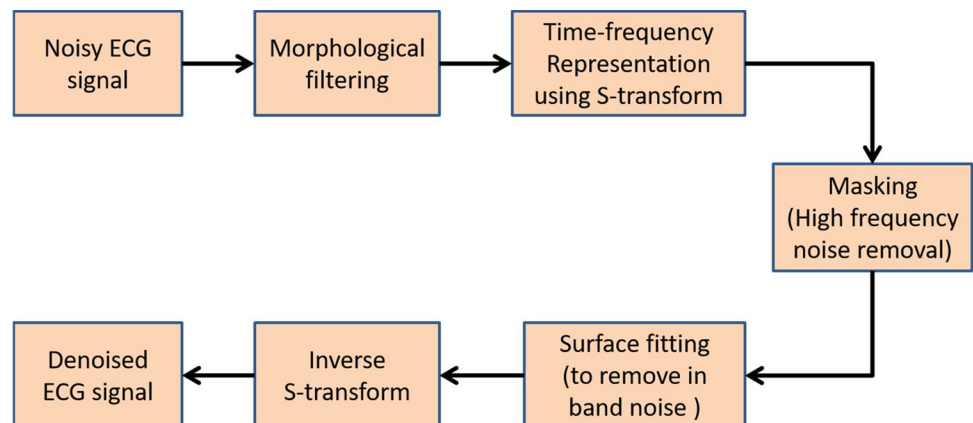 Noisy ECG
signal
Morphological
filtering
Time-frequency
Representation
using S-transform
Masking
(High frequency
noise removal)
Surface fitting
(to remove in
band noise )
Inverse
S-transform
Denoised
ECG signal